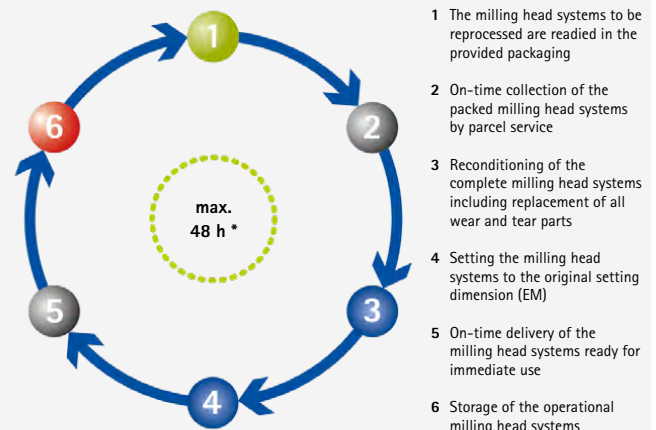 1
2
3
4
5
6
max.
48 h *
1 The milling head systems to be
reprocessed are readied in the
provided packaging
2 On-time collection of the
packed milling head systems
by parcel service
3 Reconditioning of the
complete milling head systems
including replacement of all
wear and tear parts
4 Setting the milling head
systems to the original setting
dimension (EM)
5 On-time delivery of the
milling head systems ready for
immediate use
6 Storage of the operational
milling head systems